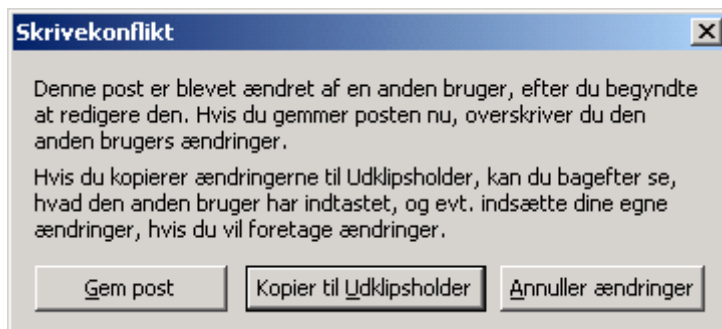 Skrivekonflikt
Denne post er blevet ændret af en anden bruger, efter du begyndte
at redigere den. Hvis du gemmer posten nu, overskriver du den
anden brugers ændringer.
Hvis du kopierer ændringerne til Udklipsholder, kan du bagefter se,
hvad den anden bruger har indtastet, og evt. indsætte dine egne
ændringer, hvis du vil foretage ændringer.
Gem post
Kopier til Udklipsholder
Annuller ændringer